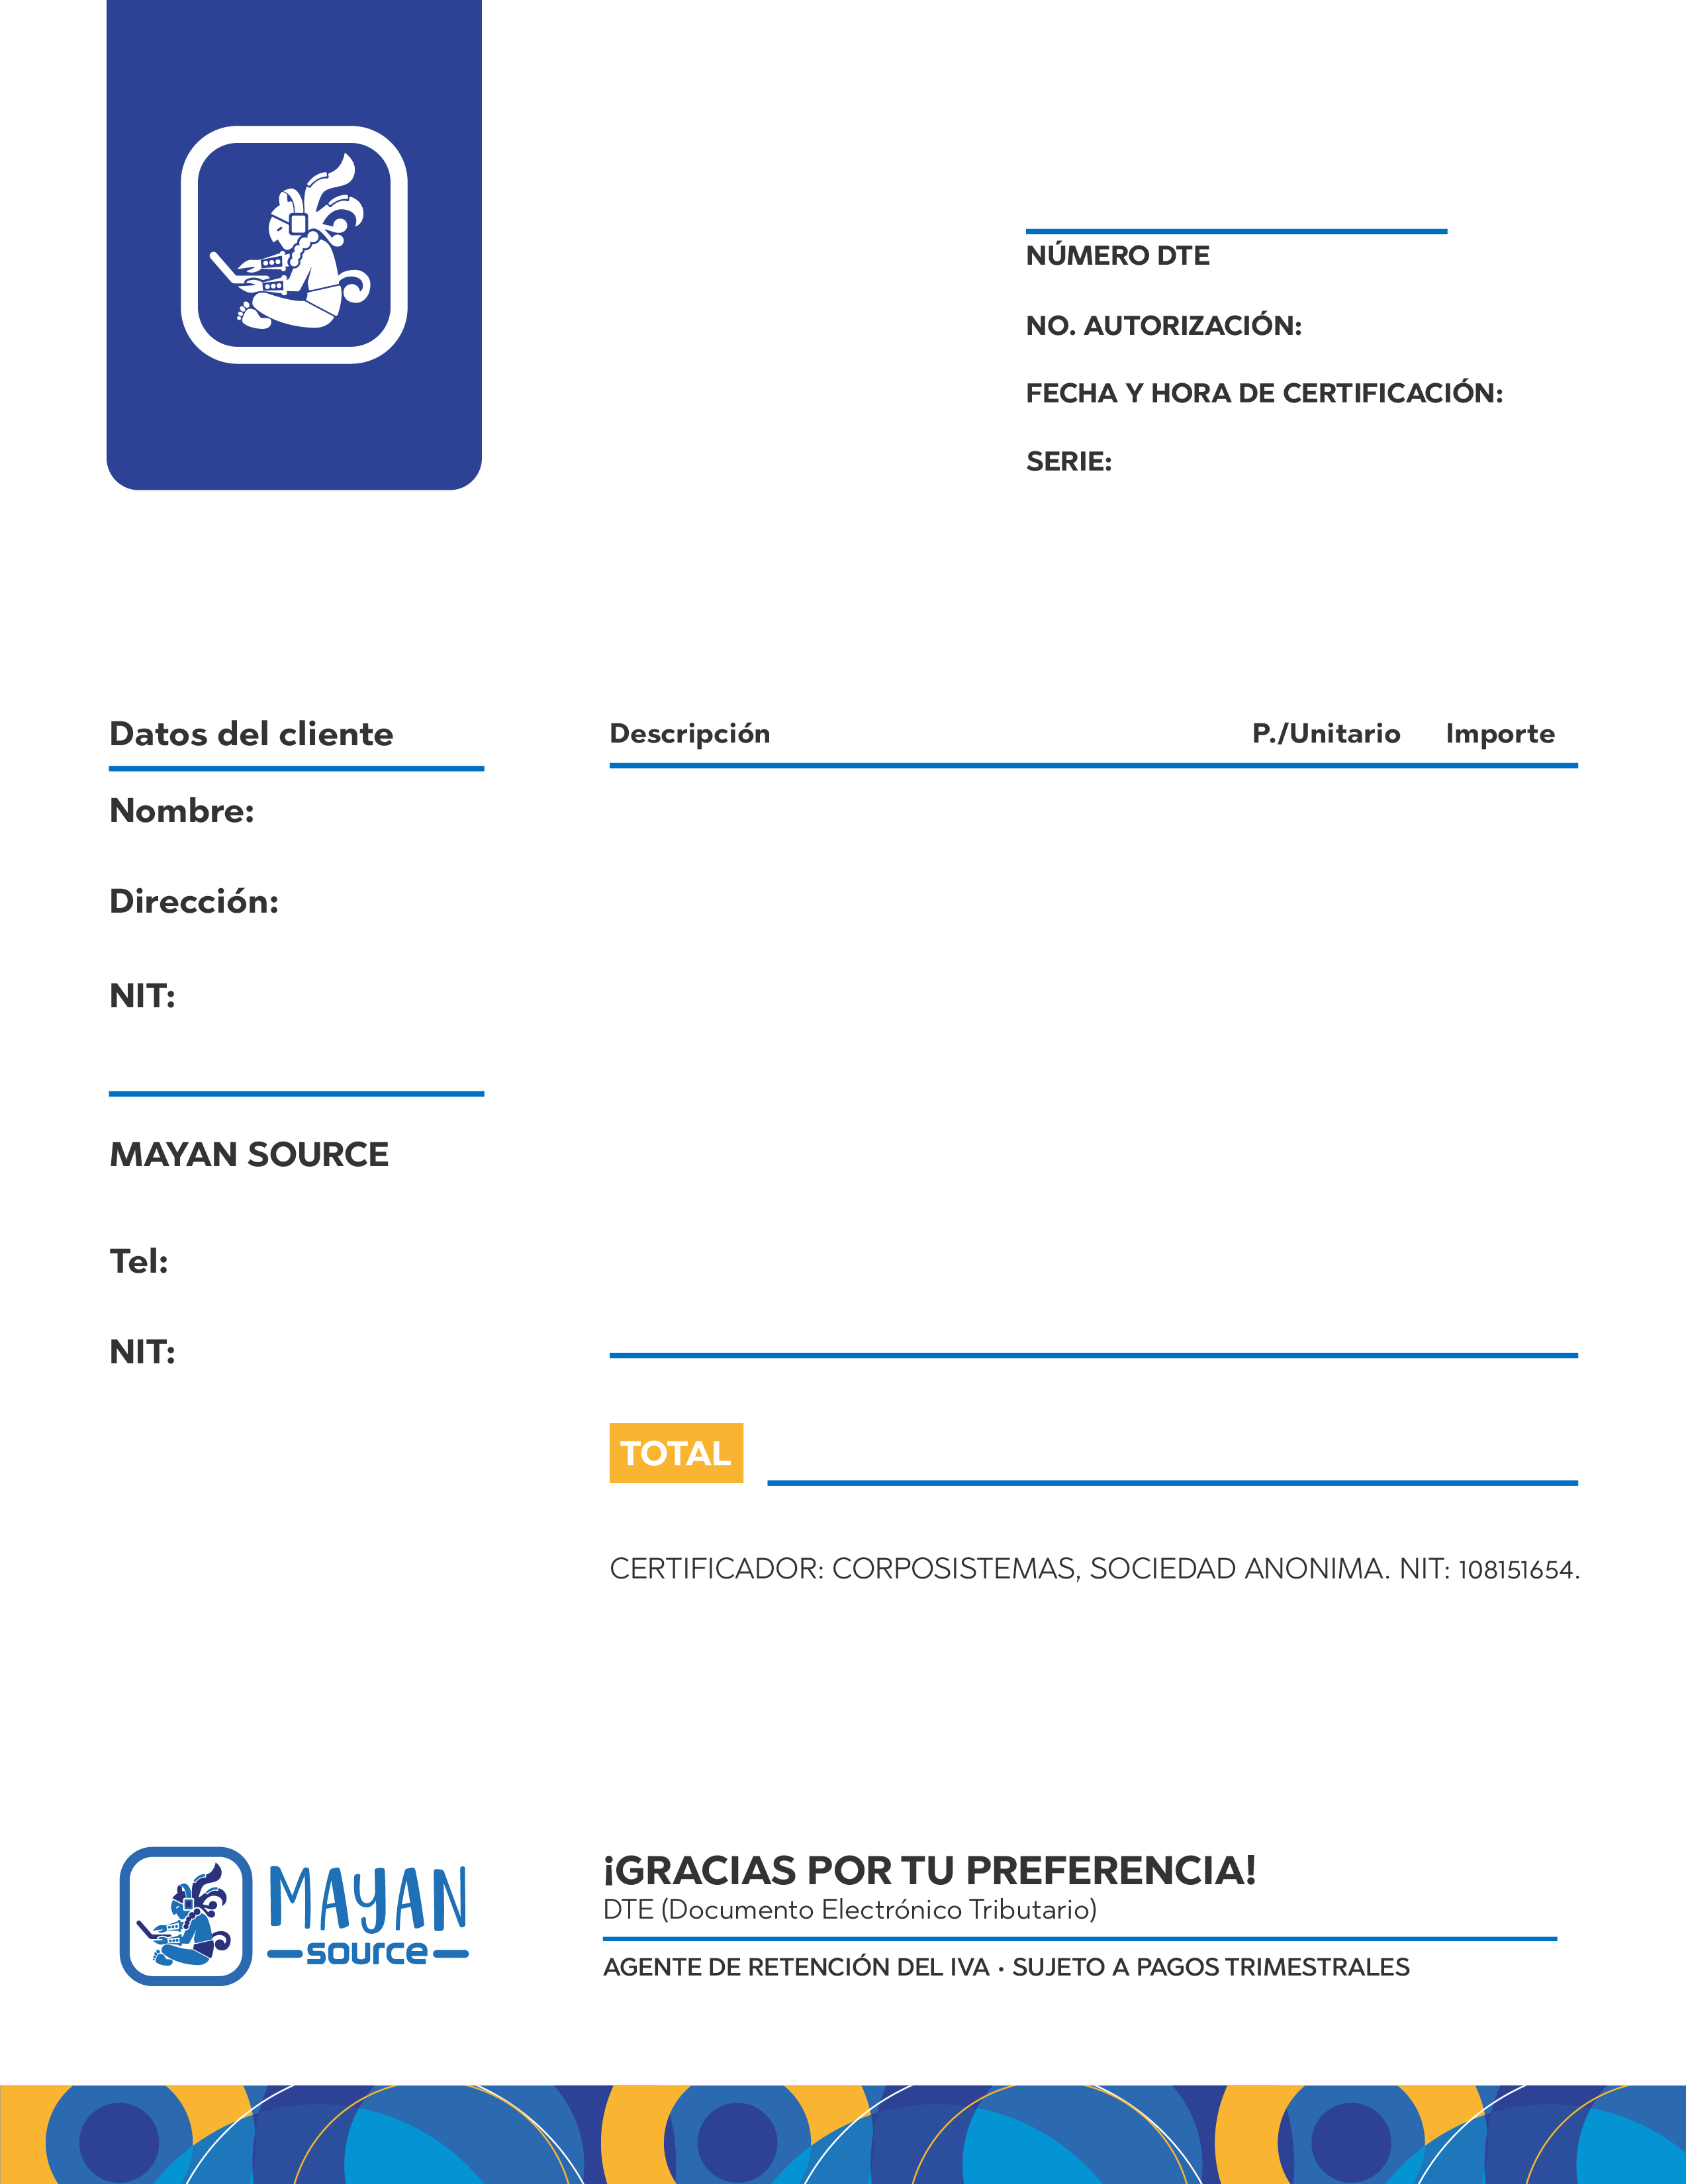 NÚMERO DTE
NO. AUTORIZACIÓN:
FECHA Y HORA DE CERTIFICACIÓN:
SERIE:
Datos del cliente
Nombre:
Dirección:
NIT:
MAYAN SOURCE
Tel:
NIT:
Descripción P./Unitario Importe
TOTAL
CERTIFICADOR: CORPOSISTEMAS, SOCIEDAD ANONIMA. NIT: 108151654.
MAYAN
source
¡GRACIAS POR TU PREFERENCIA!
DTE (Documento Electrónico Tributario)
AGENTE DE RETENCIÓN DEL IVA • SUJETO A PAGOS TRIMESTRALES